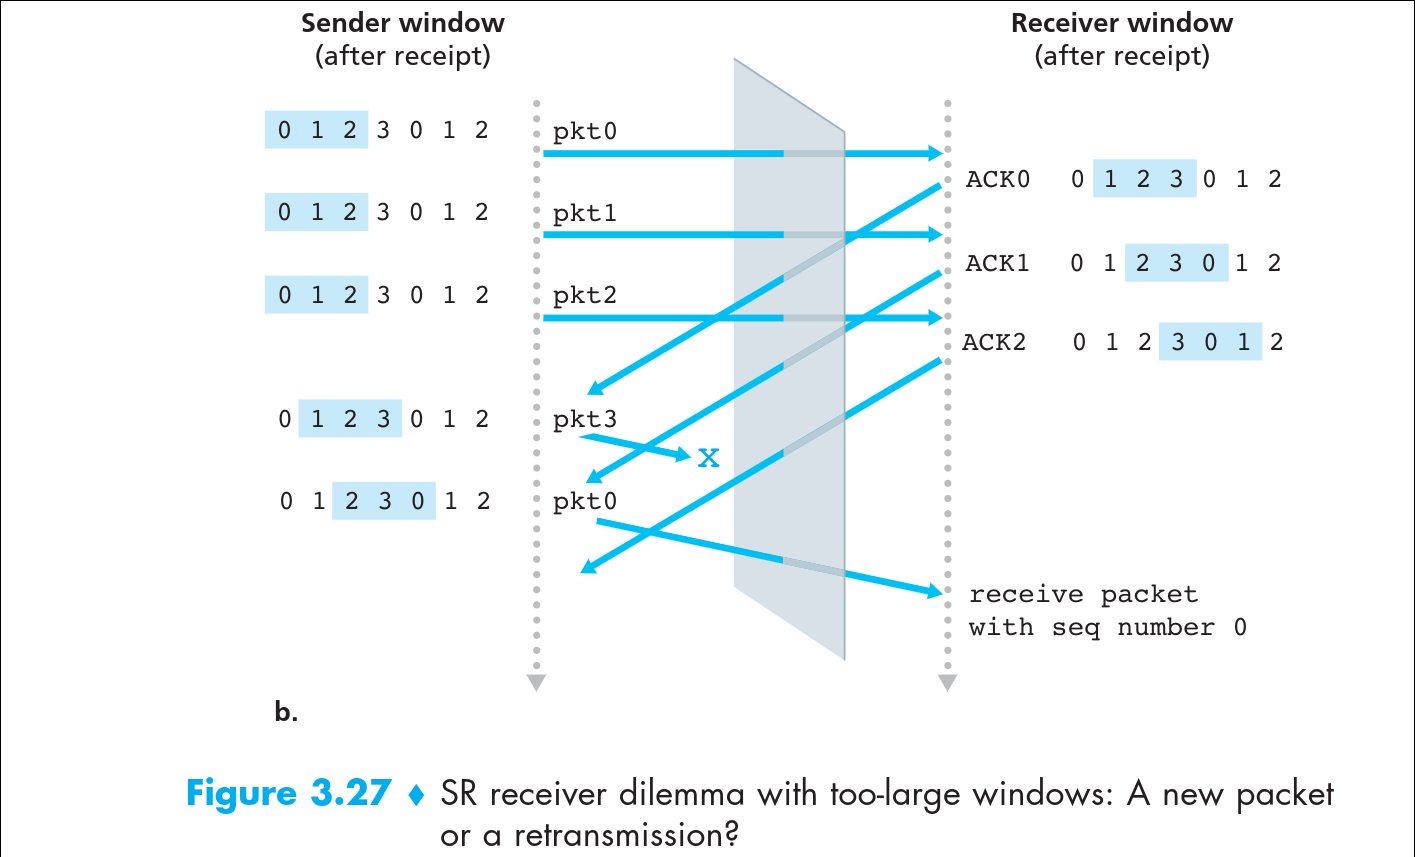 Sender window
(after receipt)
Receiver window
(after receipt)
0 1 2 3 0 1 2
pkt0
ACK0 0 1 2 3 0 1 2
0 1 2 3 0 1 2
pkt1
ACK1 0 1 2 3 0 1 2
0 1 2 3 0 1 2
pkt2
ACK2 0 1 2 3 0 1 2
0 1 2 3 0 1 2
pkt3
X
0 1 2 3 0 1 2
pkt0
receive packet
with seq number 0
b.
Figure 3.27 ♦ SR receiver dilemma with too-large windows: A new packet
or a retransmission?